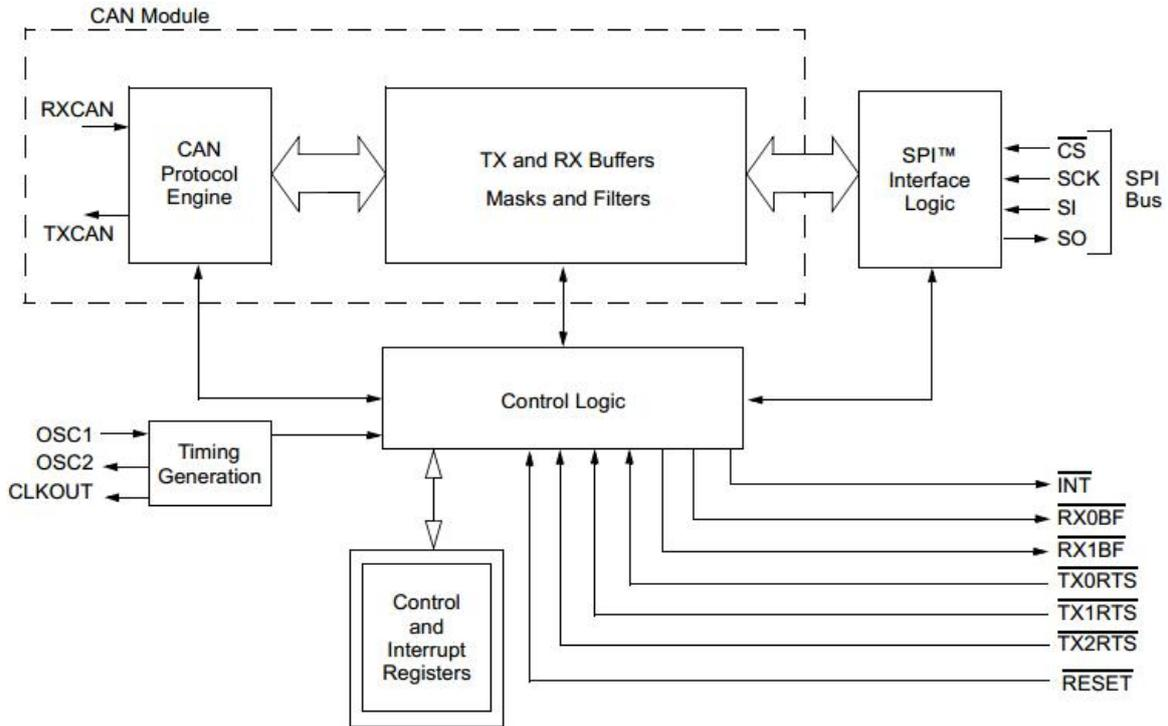 CAN Module
RXCAN
TXCAN
CAN
Protocol
Engine
TX and RX Buffers
Masks and Filters
SPI™
Interface
Logic
CS
SCK
SI
SO
SPI
Bus
Control Logic
OSC1
OSC2
CLKOUT
Timing
Generation
Control
and
Interrupt
Registers
INT
RX0BF
RX1BF
TX0RTS
TX1RTS
TX2RTS
RESET